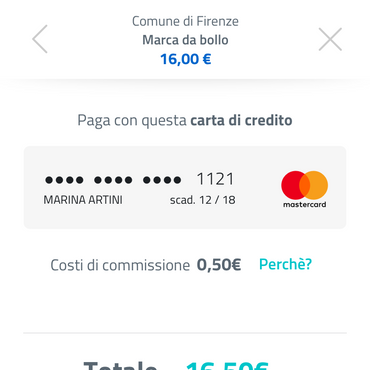 Comune di Firenze
Marca da bollo
16,00 €
Paga con questa carta di credito
●●●● ●●●● ●●●● 1121
MARINA ARTINI scad. 12 / 18
mastercard
Costi di commissione 0,50€ Perchè?
Totale 16,50€